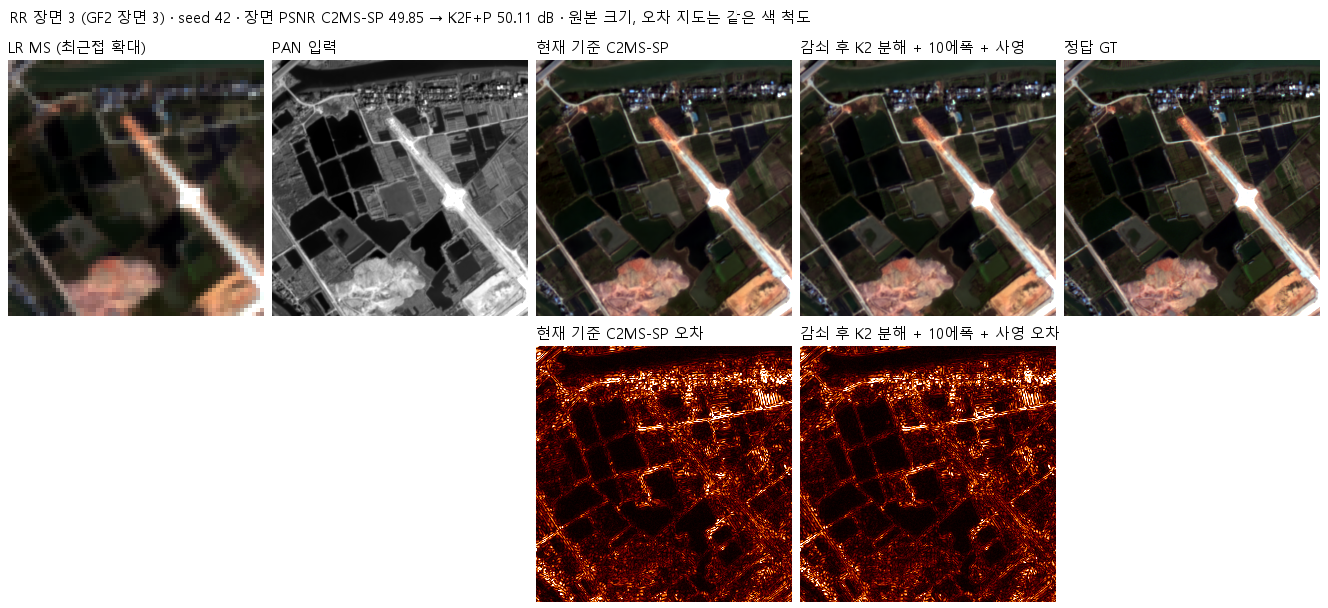 RR 장면 3 (GF2 장면 3) · seed 42 · 장면 PSNR C2MS-SP 49.85 → K2F+P 50.11 dB · 원본 크기, 오차 지도는 같은 색 척도
LR MS (최근접 확대)
PAN 입력
현재 기준 C2MS-SP
감쇠 후 K2 분해 + 10에폭 + 사영
정답 GT
현재 기준 C2MS-SP 오차
감쇠 후 K2 분해 + 10에폭 + 사영 오차